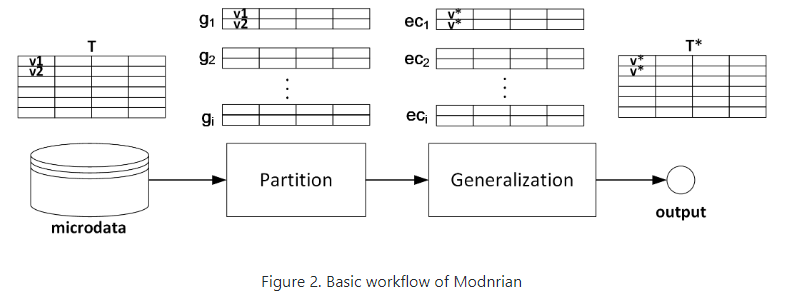 T
v1
v2
g1
v1
v2
g2
gi
ec1
v*
v*
ec2
eci
T*
v*
v*
microdata
Partition
Generalization
output
Figure 2. Basic workflow of Modnrian